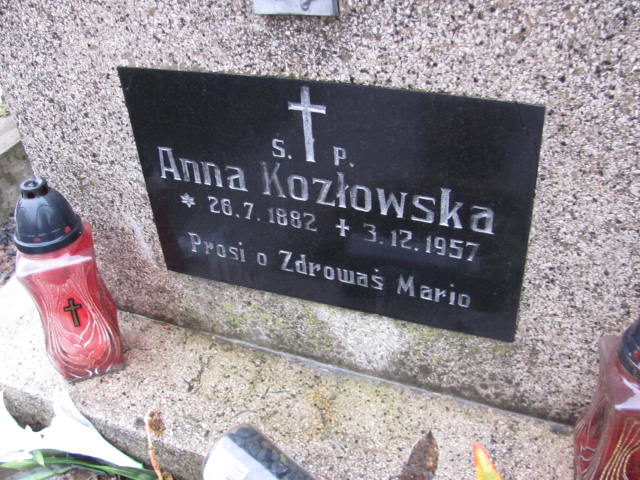 Ś. P.
Anna Kozłowska
* 26.7.1882 + 3.12.1957
Prosi o Zdrowaś Mario